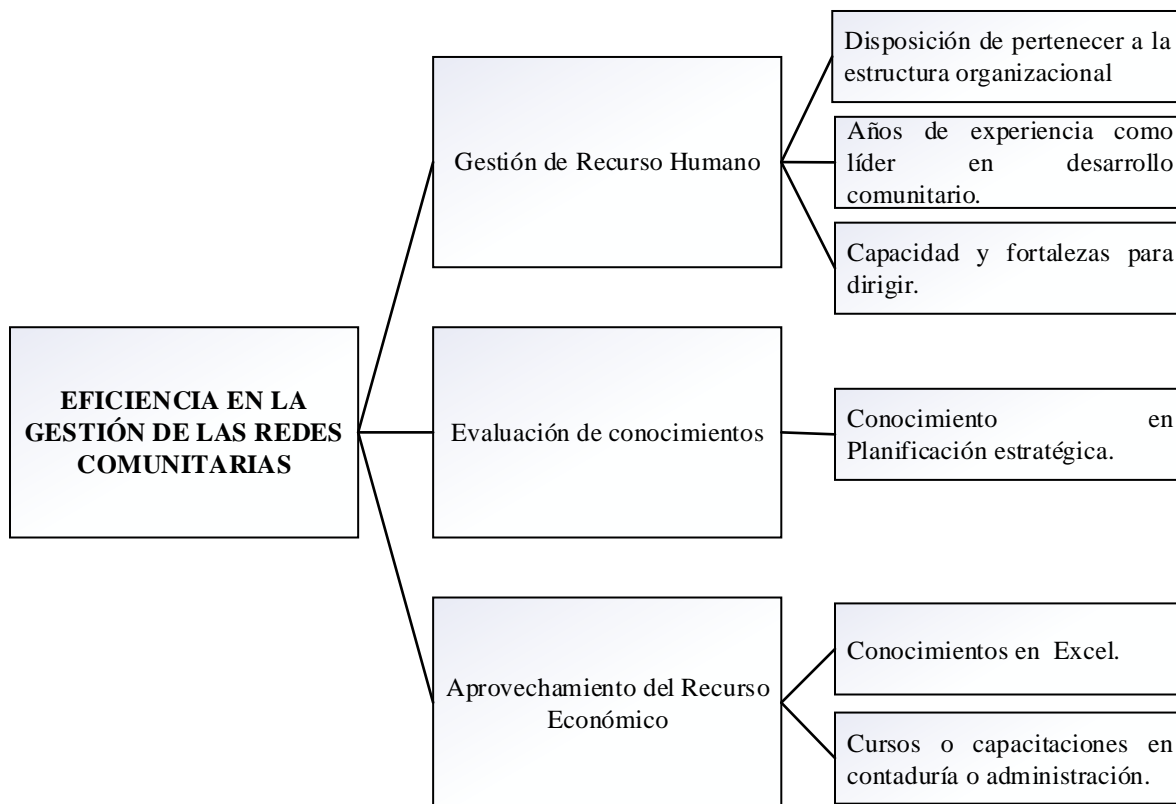 EFICIENCIA EN LA
GESTIÓN DE LAS REDES
COMUNITARIAS
Gestión de Recurso Humano
Disposición de pertenecer a la
estructura organizacional
Años de experiencia como
líder en desarrollo
comunitario.
Capacidad y fortalezas para
dirigir.
Evaluación de conocimientos
Conocimiento en
Planificación estratégica.
Aprovechamiento del Recurso
Económico
Conocimientos en Excel.
Cursos o capacitaciones en
contaduría o administración.